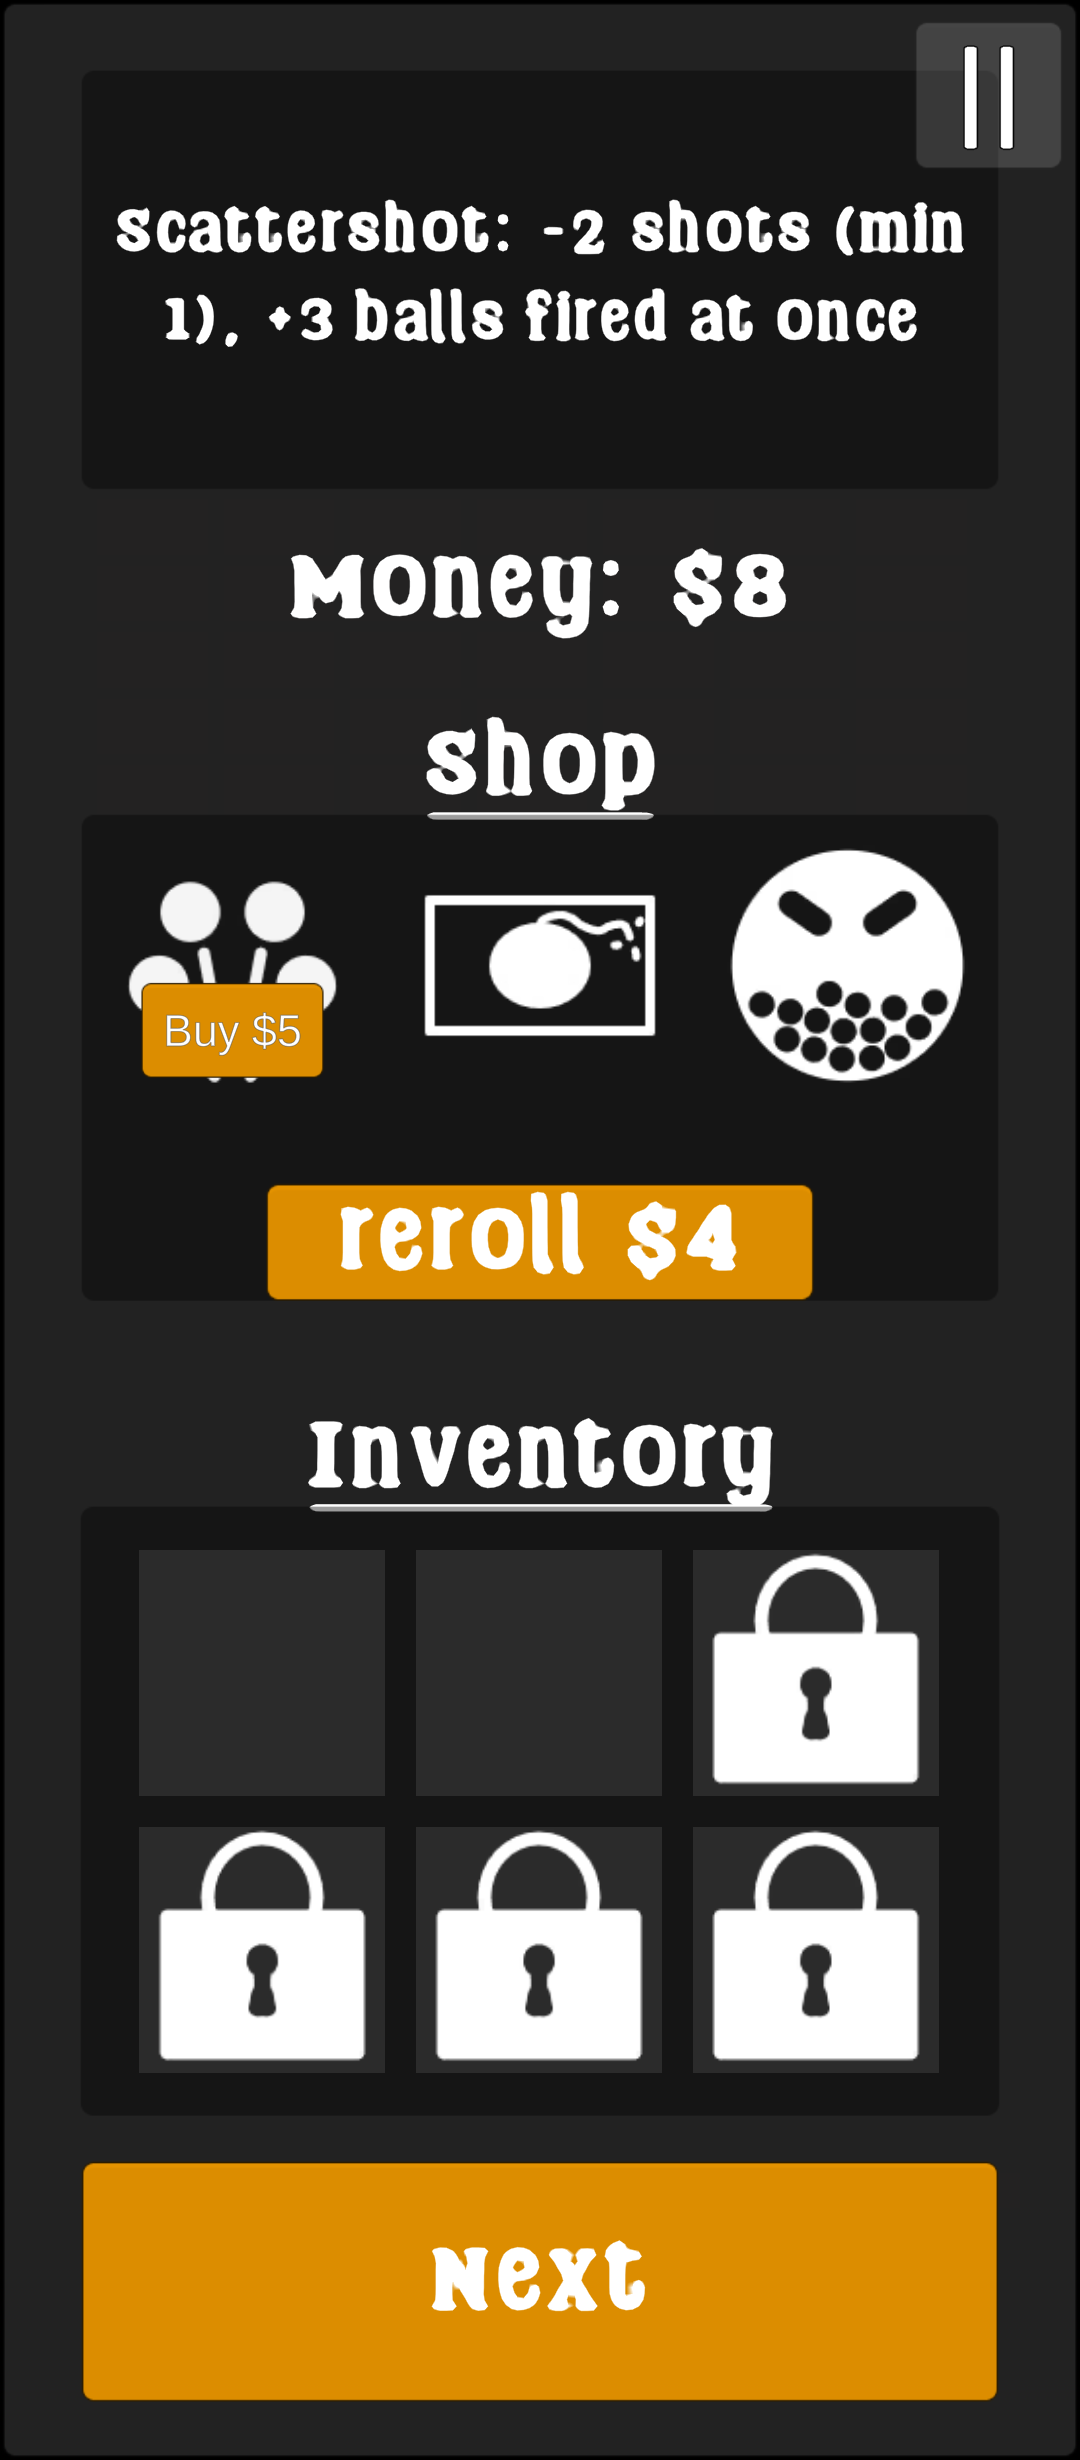 Scattershot: -2 shots (min
1), +3 balls fired at once
Money: $8
Shop
Buy $5
reroll $4
Inventory
Next